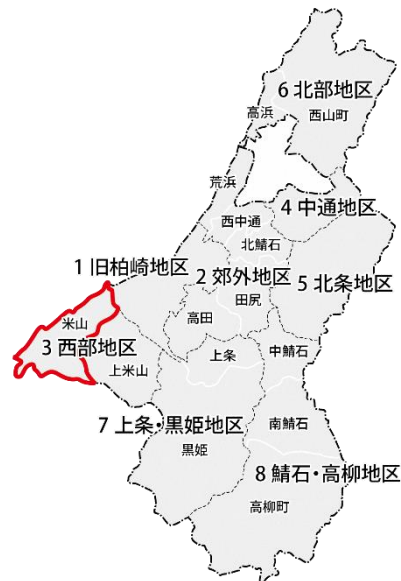 6 北部地区
高浜
西山町
荒浜
4 中通地区
西中通
北鯖石
1 旧柏崎地区
2 郊外地区
5 北条地区
田尻
米山
高田
3 西部地区
上条
中鯖石
上米山
7 上条・黒姫地区
南鯖石
黒姫
8 鯖石・高柳地区
高柳町